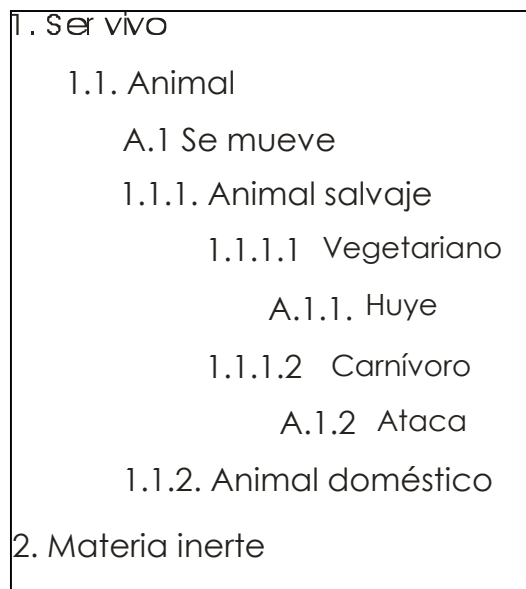 1. Ser vivo
1.1. Animal
A.1 Se mueve
1.1.1. Animal salvaje
1.1.1.1 Vegetariano
A.1.1. Huye
1.1.1.2 Carnívoro
A.1.2 Ataca
1.1.2. Animal doméstico
2. Materia inerte